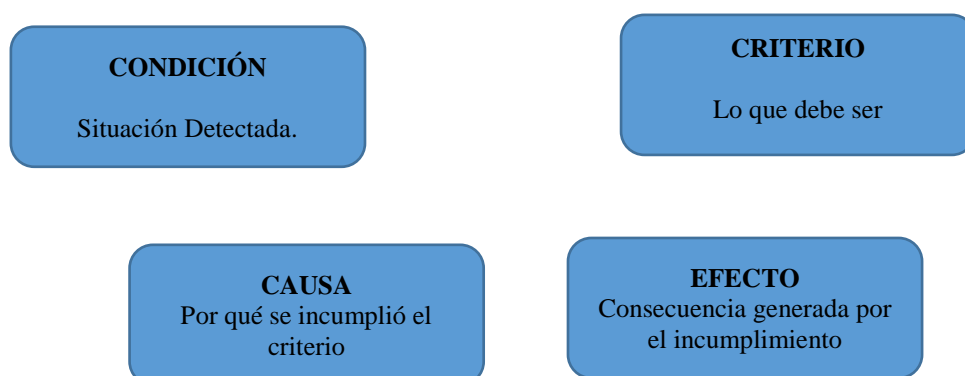 CONDICIÓN
Situación Detectada.
CRITERIO
Lo que debe ser
CAUSA
Por qué se incumplió el
criterio
EFECTO
Consecuencia generada por
el incumplimiento